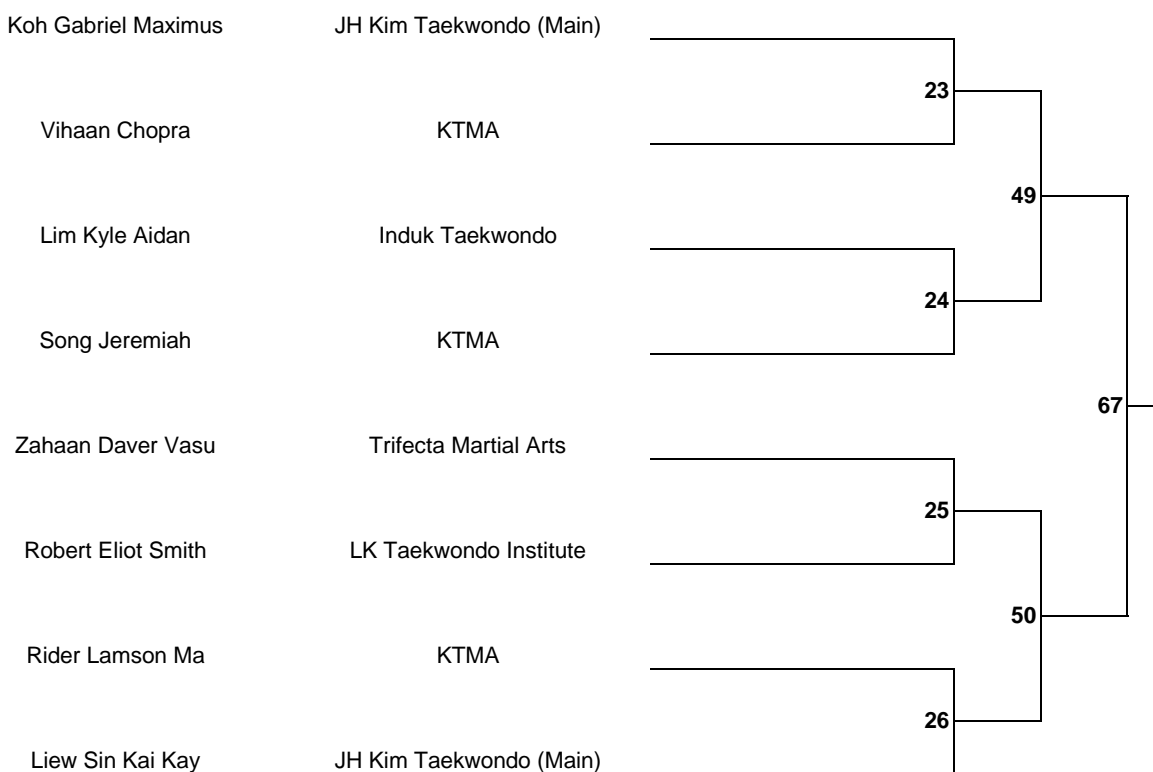 Koh Gabriel Maximus JH Kim Taekwondo (Main)
23
Vihaan Chopra KTMA
49
Lim Kyle Aidan Induk Taekwondo
24
Song Jeremiah KTMA
67
Zahaan Daver Vasu Trifecta Martial Arts
25
Robert Eliot Smith LK Taekwondo Institute
50
Rider Lamson Ma KTMA
26
Liew Sin Kai Kay JH Kim Taekwondo (Main)